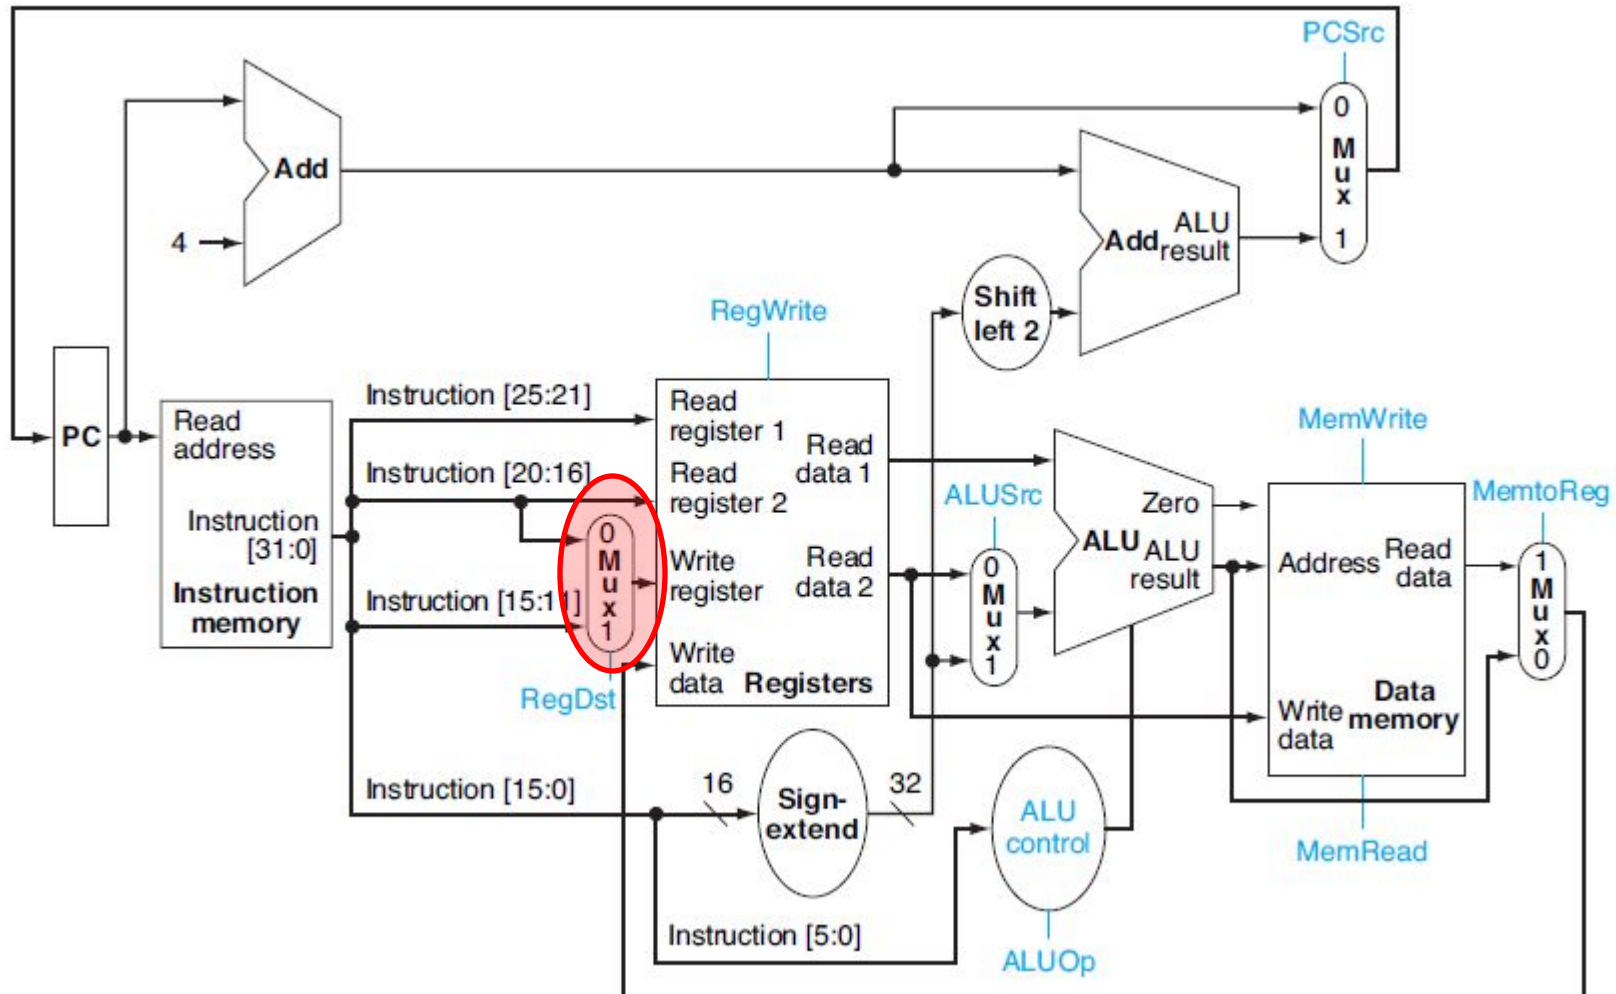 PCSrc
0
M
u
x
1
Add
4
Add
ALU
result
Shift
left 2
RegWrite
PC
Read
address
Instruction
[31:0]
Instruction
memory
Instruction [25:21]
Instruction [20:16]
Instruction [15:11]
Instruction [15:0]
Instruction [5:0]
0
M
u
x
1
RegDst
Read
register 1
Read
register 2
Write
register
Write
data
Read
data 1
Read
data 2
Registers
16
Sign-
extend
32
ALUSrc
0
M
u
x
1
Zero
ALU
ALU
result
ALU
control
ALUOp
MemWrite
Address
Read
data
Write
data
Data
memory
MemRead
MemtoReg
1
M
u
x
0